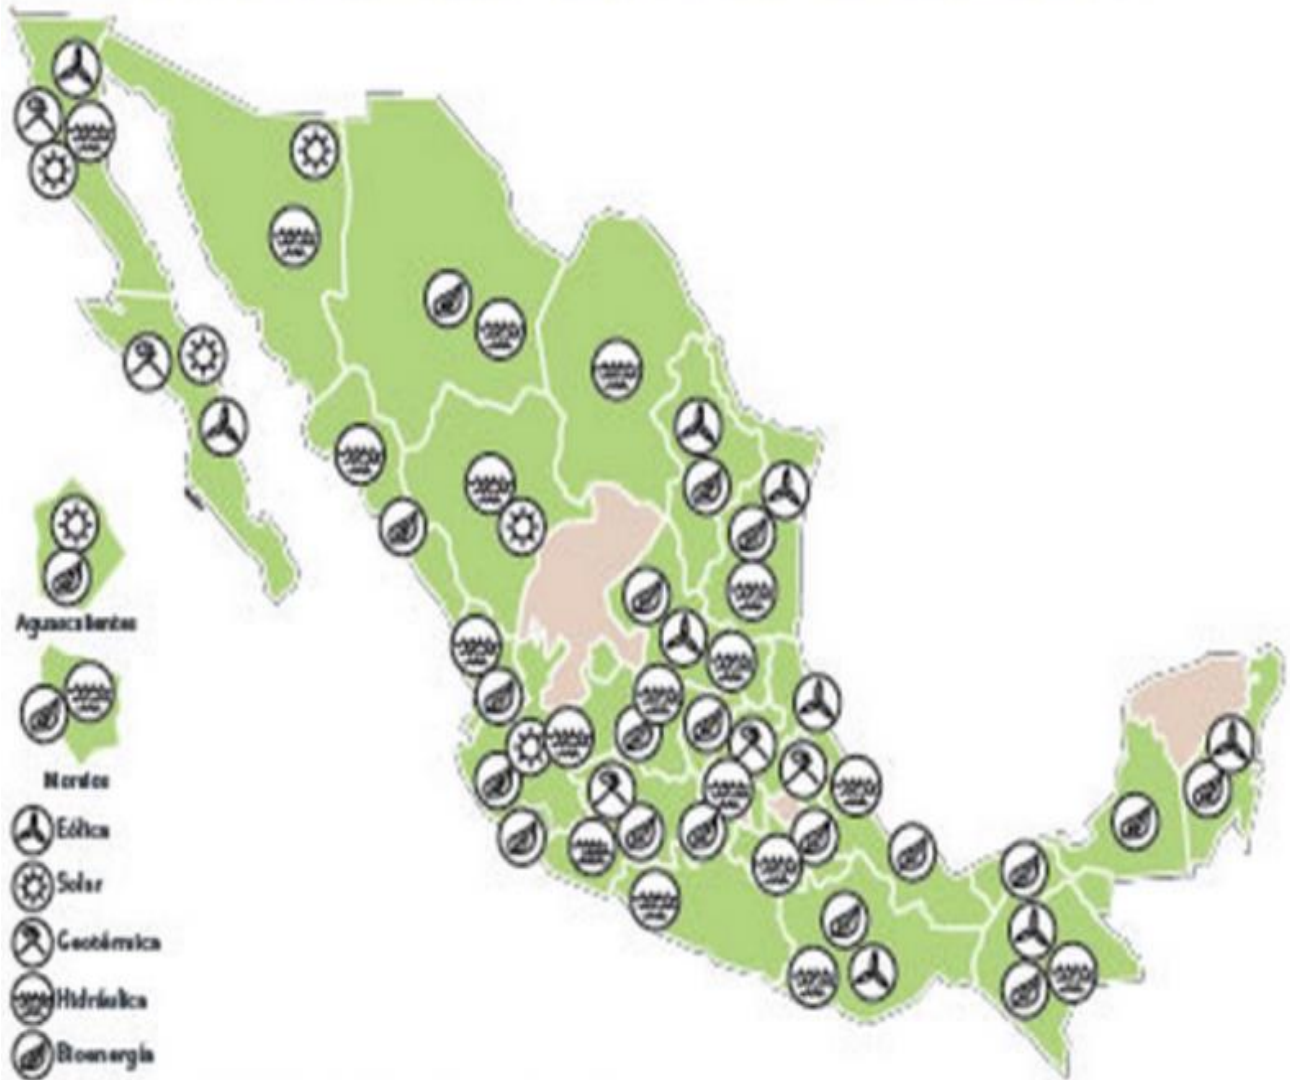 Aguascalientes
Morelos
Eólica
Solar
Geotérmica
Hidráulica
Bioenergía